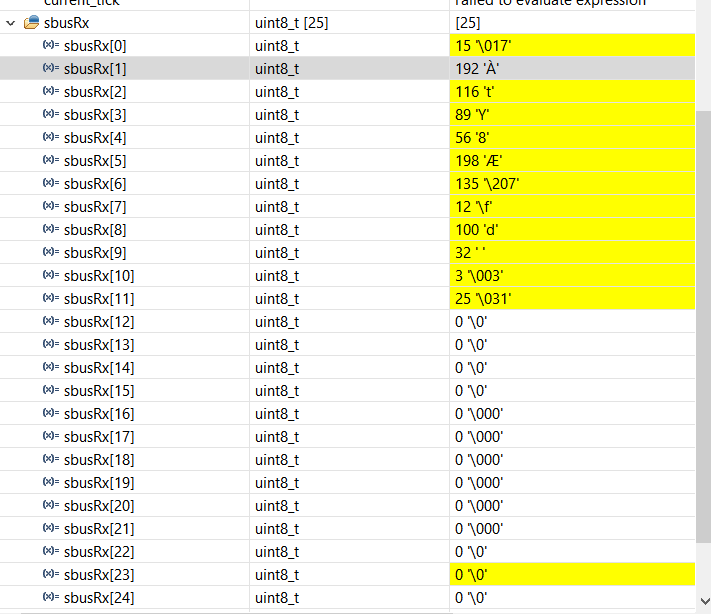 current_tick failed to evaluate expression
sbusRx uint8_t [25] [25]
(x)= sbusRx[0] uint8_t 15 '\017'
(x)= sbusRx[1] uint8_t 192 'À'
(x)= sbusRx[2] uint8_t 116 't'
(x)= sbusRx[3] uint8_t 89 'Y'
(x)= sbusRx[4] uint8_t 56 '8'
(x)= sbusRx[5] uint8_t 198 'Æ'
(x)= sbusRx[6] uint8_t 135 '\207'
(x)= sbusRx[7] uint8_t 12 '\f'
(x)= sbusRx[8] uint8_t 100 'd'
(x)= sbusRx[9] uint8_t 32 ' '
(x)= sbusRx[10] uint8_t 3 '\003'
(x)= sbusRx[11] uint8_t 25 '\031'
(x)= sbusRx[12] uint8_t 0 '\0'
(x)= sbusRx[13] uint8_t 0 '\0'
(x)= sbusRx[14] uint8_t 0 '\0'
(x)= sbusRx[15] uint8_t 0 '\0'
(x)= sbusRx[16] uint8_t 0 '\000'
(x)= sbusRx[17] uint8_t 0 '\000'
(x)= sbusRx[18] uint8_t 0 '\000'
(x)= sbusRx[19] uint8_t 0 '\000'
(x)= sbusRx[20] uint8_t 0 '\000'
(x)= sbusRx[21] uint8_t 0 '\000'
(x)= sbusRx[22] uint8_t 0 '\0'
(x)= sbusRx[23] uint8_t 0 '\0'
(x)= sbusRx[24] uint8_t 0 '\0'